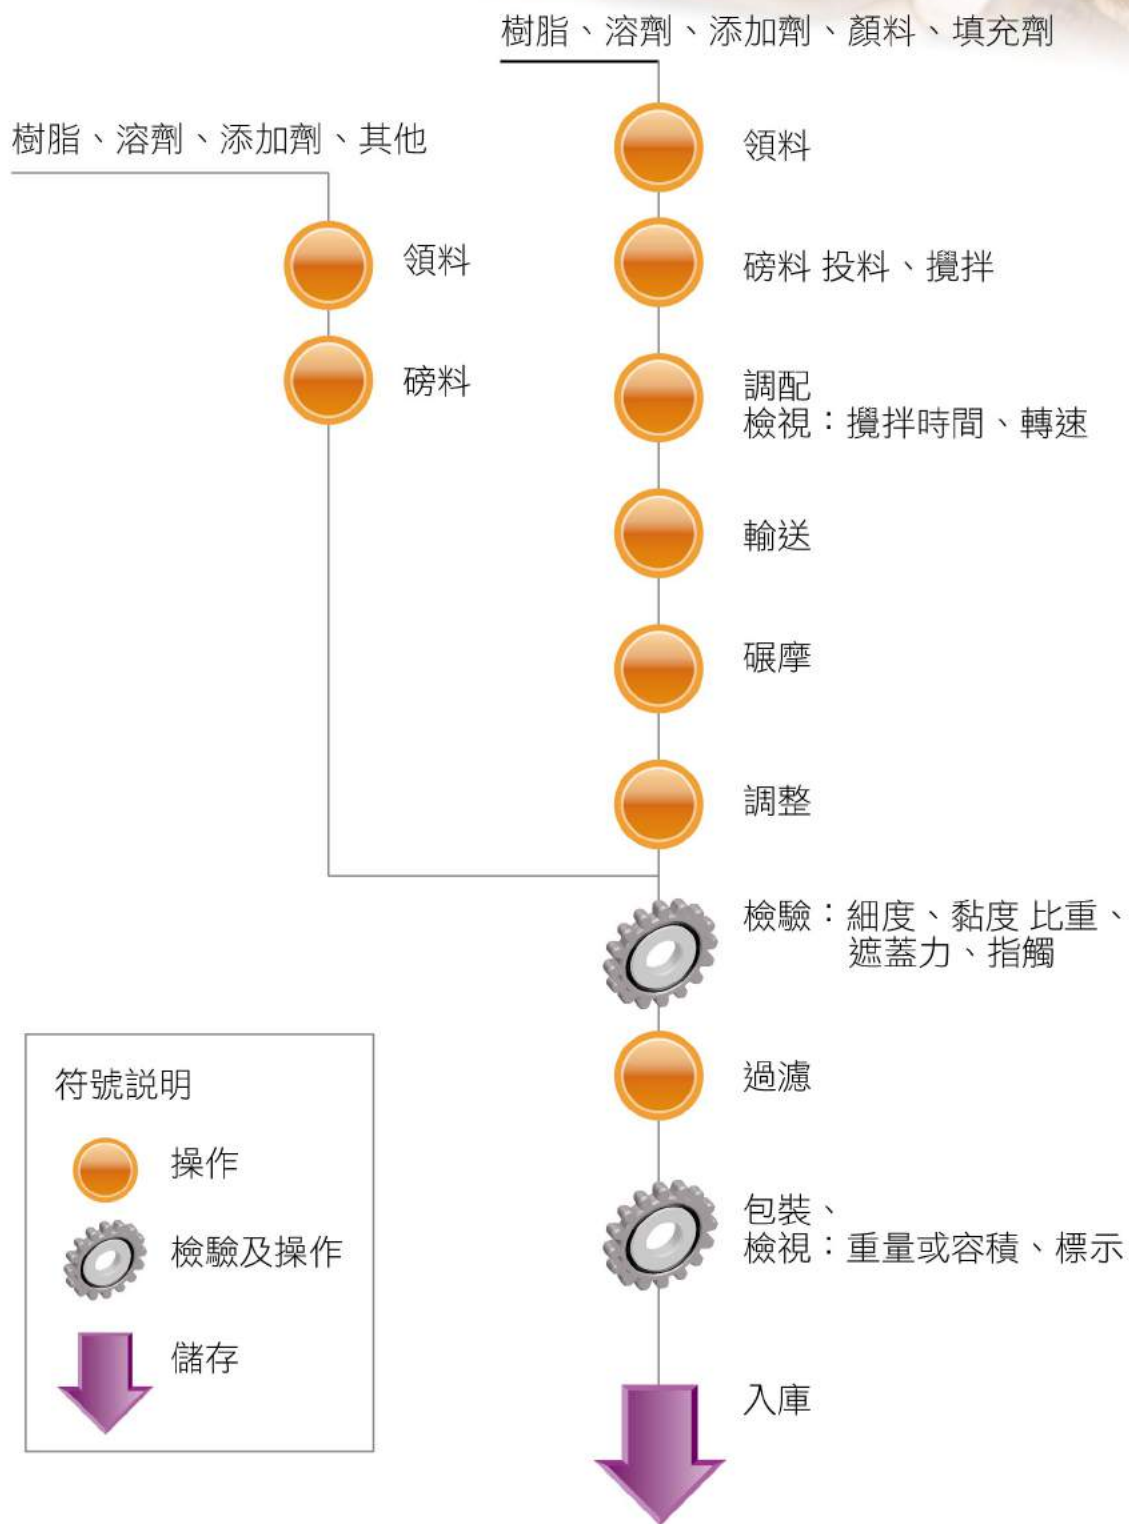 樹脂、溶劑、添加劑、顏料、填充劑
領料
磅料 投料、攪拌
調配
檢視：攪拌時間、轉速
輸送
碾摩
調整
樹脂、溶劑、添加劑、其他
領料
磅料
檢驗：細度、黏度 比重、
遮蓋力、指觸
過濾
包裝、
檢視：重量或容積、標示
入庫
符號説明
操作
檢驗及操作
儲存